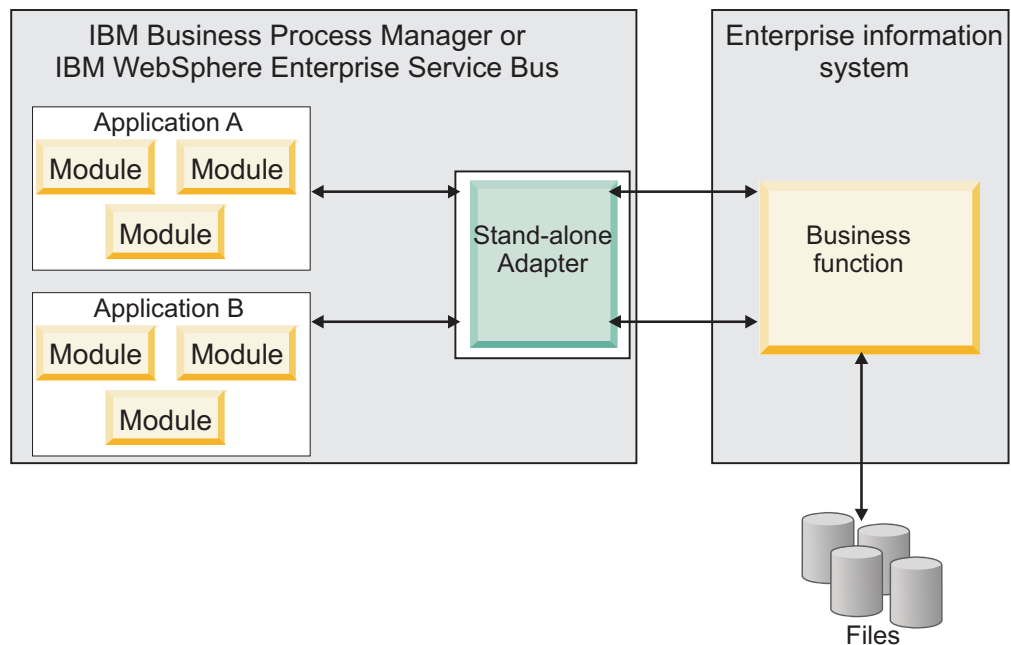 IBM Business Process Manager or
IBM WebSphere Enterprise Service Bus
Application A
Module
Module
Module
Application B
Module
Module
Module
Stand-alone
Adapter
Enterprise information
system
Business
function
Files